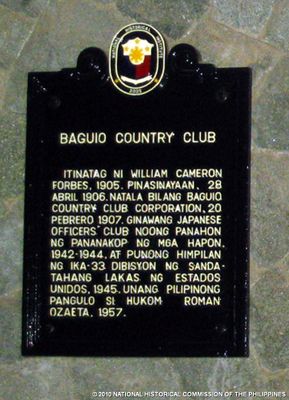 NATIONAL HISTORICAL INSTITUTE
BAGUIO COUNTRY CLUB
ITINATAG NI WILLIAM CAMERON
FORBES, 1905. PINASINAYAAN, 28
ABRIL 1906. NATALA BILANG BAGUIO
COUNTRY CLUB CORPORATION, 20
PEBRERO 1907. GINAWANG JAPANESE
OFFICERS' CLUB NOONG PANAHON
NG PANANAKOP NG MGA HAPON,
1942-1944, AT PUNONG HIMPILAN
NG IKA-33 DIBISYON NG SANDA-
TAHANG LAKAS NG ESTADOS
UNIDOS, 1945. UNANG PILIPINONG
PANGULO SI HUKOM ROMAN
OZAETA, 1957.
© 2010 NATIONAL HISTORICAL COMMISSION OF THE PHILIPPINES